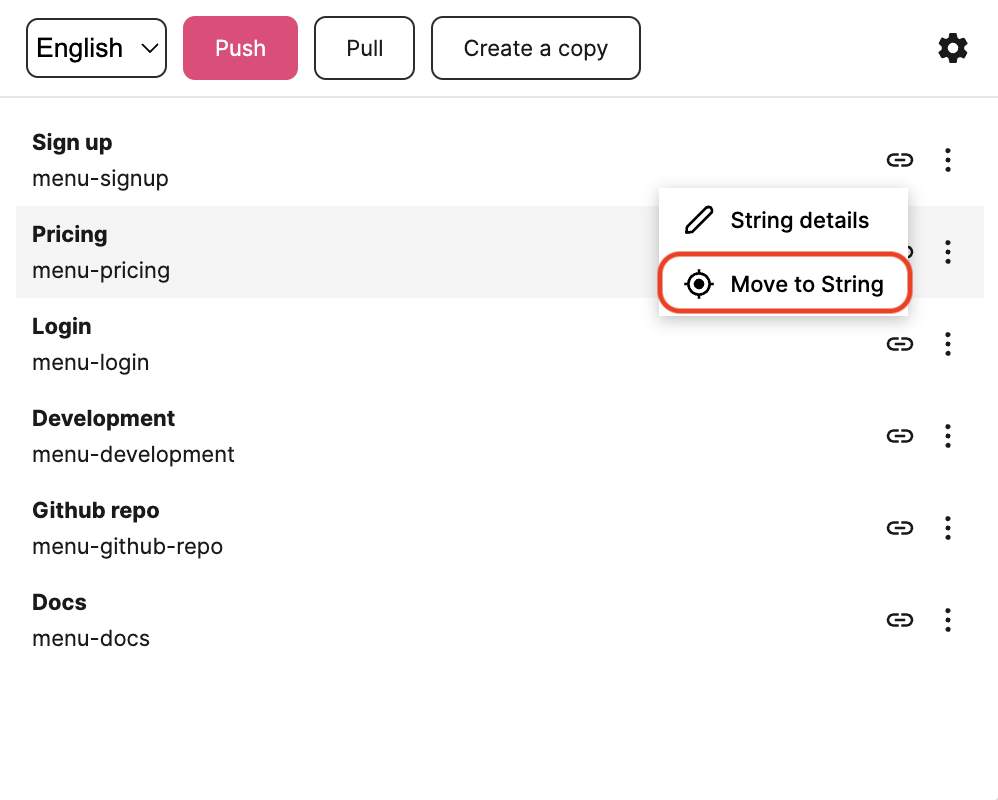 English
Push
Pull
Create a copy
Sign up
menu-signup
String details
Pricing
menu-pricing
Move to String
Login
menu-login
Development
menu-development
Github repo
menu-github-repo
Docs
menu-docs